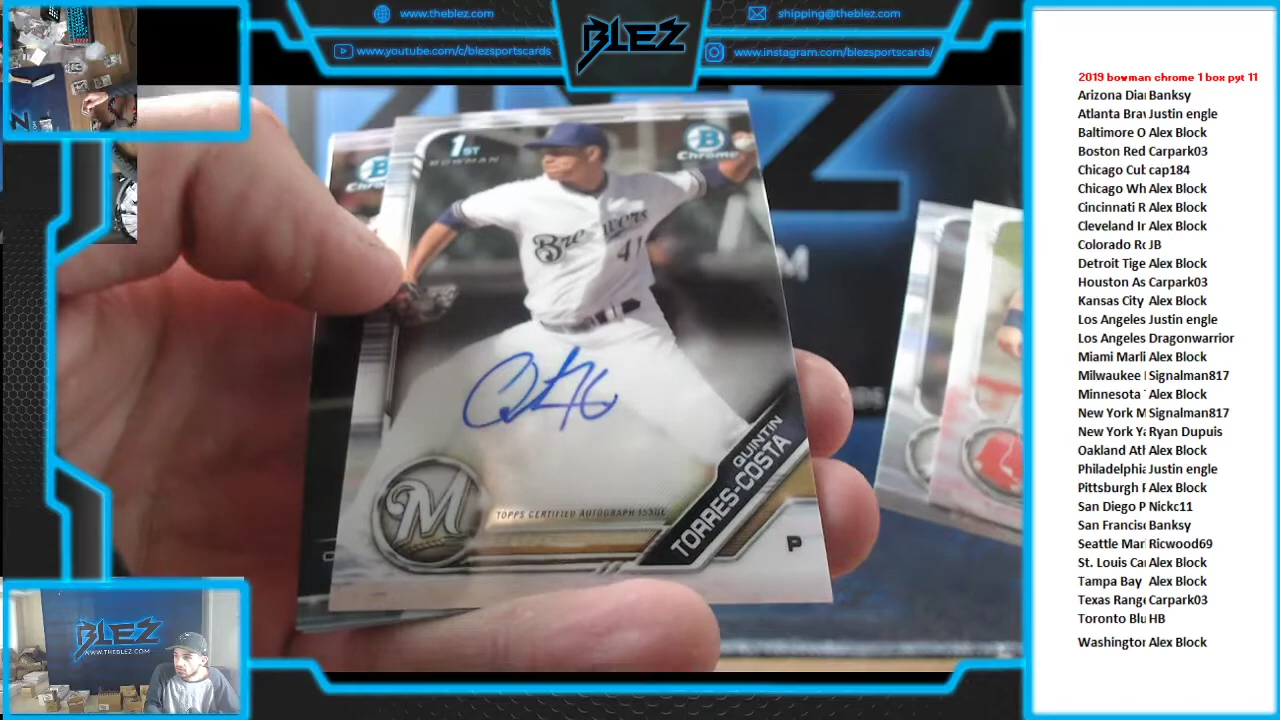 www.theblez.com
www.youtube.com/c/blezsportscards
BLEZ
shipping@theblez.com
www.instagram.com/blezsportscards/
1ST
BOWMAN
B
Chrome
Brewers
41
M
TOPPS CERTIFIED AUTOGRAPH ISSUE
QUINTIN
TORRES-COSTA
P
BLEZ
WWW.THEBLEZ.COM
2019 bowman chrome 1 box pyt 11
Arizona Dia Banksy
Atlanta Bra Justin engle
Baltimore O Alex Block
Boston Red Carpark03
Chicago Cu cap184
Chicago Wh Alex Block
Cincinnati R Alex Block
Cleveland Ir Alex Block
Colorado Ro JB
Detroit Tige Alex Block
Houston As Carpark03
Kansas City Alex Block
Los Angeles Justin engle
Los Angeles Dragonwarrior
Miami Marli Alex Block
Milwaukee Signalman817
Minnesota Alex Block
New York M Signalman817
New York Ya Ryan Dupuis
Oakland Ath Alex Block
Philadelphia Justin engle
Pittsburgh P Alex Block
San Diego P Nickc11
San Francisc Banksy
Seattle Mar Ricwood69
St. Louis Ca Alex Block
Tampa Bay Alex Block
Texas Range Carpark03
Toronto Blu HB
Washington Alex Block